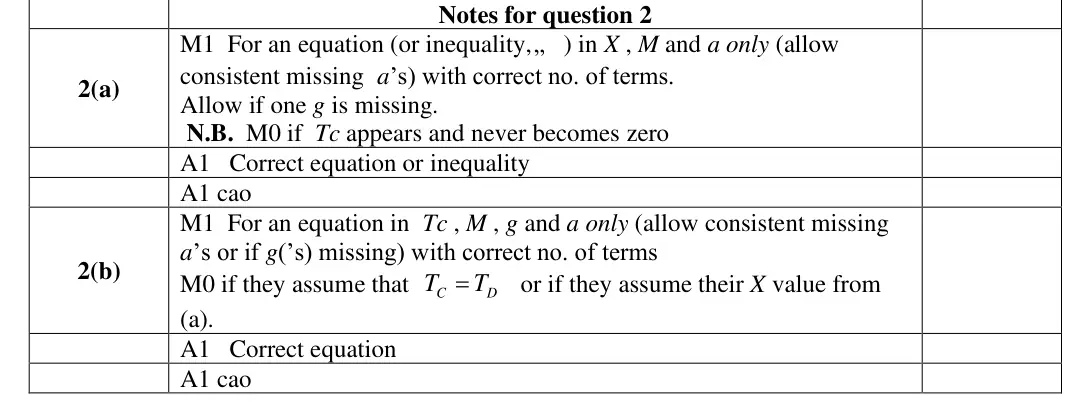 Notes for question 2
2(a)
M1 For an equation (or inequality,,, ) in X , M and a only (allow
consistent missing a’s) with correct no. of terms.
Allow if one g is missing.
N.B. M0 if Tc appears and never becomes zero
A1 Correct equation or inequality
A1 cao
2(b)
M1 For an equation in Tc , M , g and a only (allow consistent missing
a’s or if g(’s) missing) with correct no. of terms
M0 if they assume that T_C = T_D or if they assume their X value from
(a).
A1 Correct equation
A1 cao